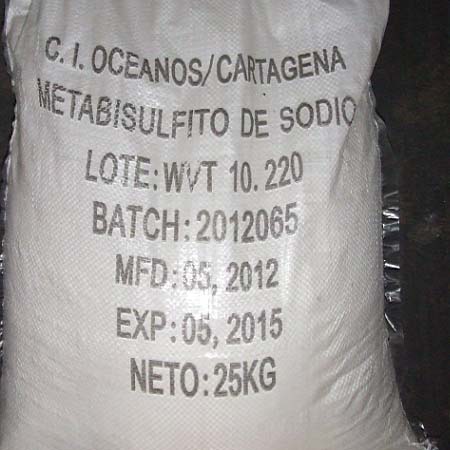 C. I. OCEANOS/CARTAGENA
METABISULFITO DE SODIO
LOTE: WVT 10. 220
BATCH: 2012065
MFD: 05, 2012
EXP: 05, 2015
NETO: 25KG